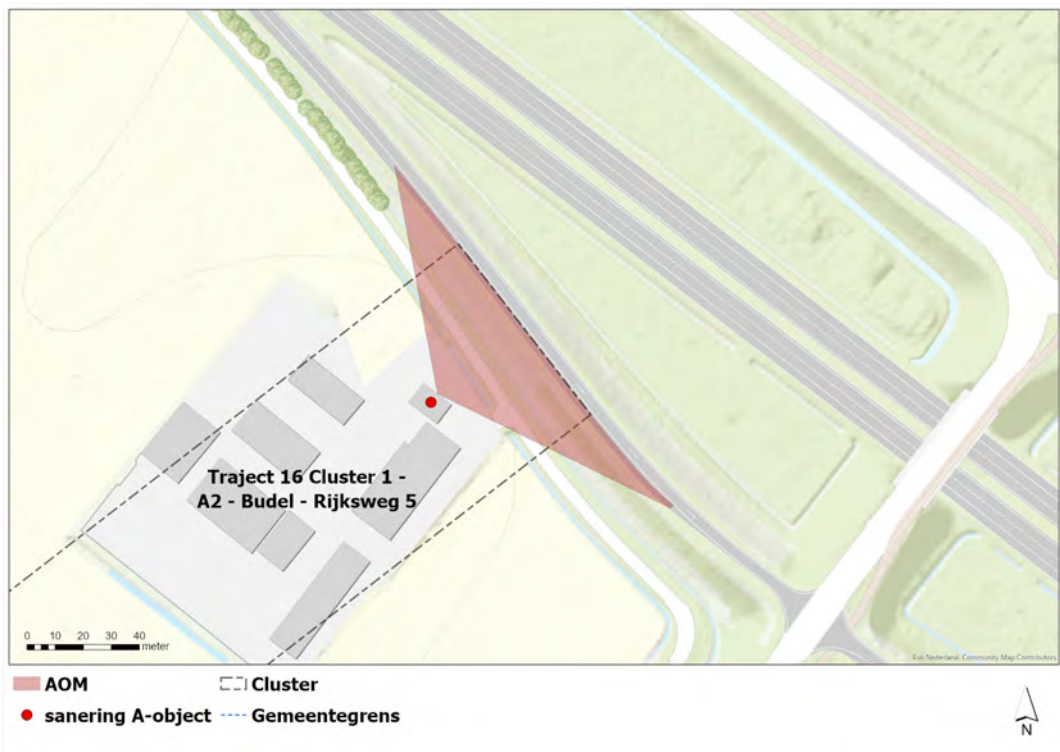 Traject 16 Cluster 1 -
A2 - Budel - Rijksweg 5
0 10 20 30 40
meter
Esri Nederland, Community Map Contributors
AOM
Cluster
sanering A-object
Gemeentegrens
N